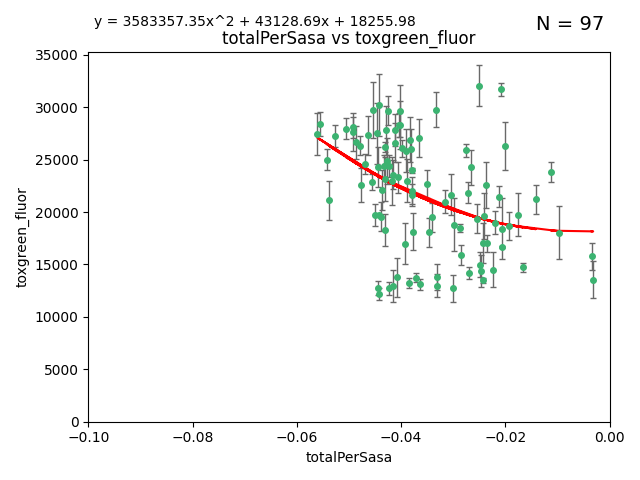 y = 3583357.35x^2 + 43128.69x + 18255.98
N = 97
totalPerSasa vs toxgreen_fluor
35000
30000
25000
20000
15000
10000
5000
0
toxgreen_fluor
−0.10
−0.08
−0.06
−0.04
−0.02
0.00
totalPerSasa